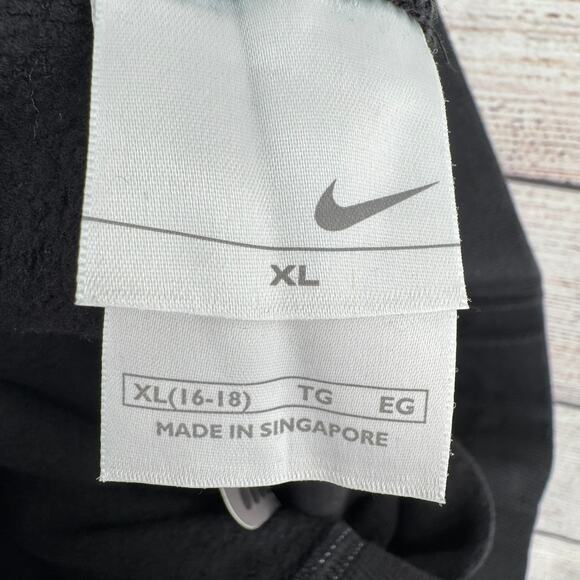 XL
XL(16-18) TG EG
MADE IN SINGAPORE